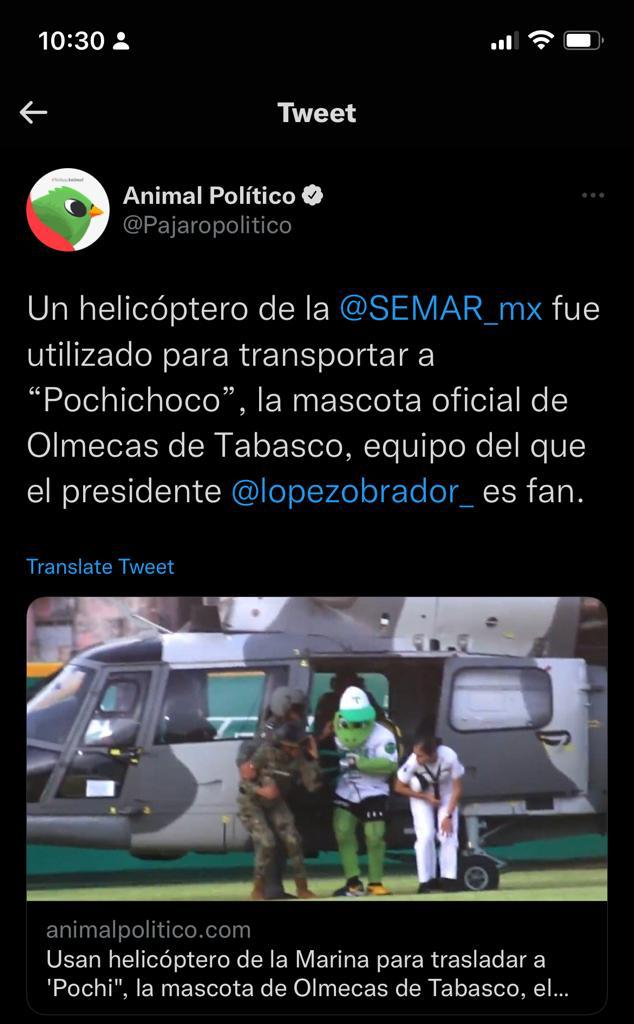 10:30
Tweet
Animal Político
@Pajaropolitico
Un helicóptero de la @SEMAR_mx fue
utilizado para transportar a
“Pochichoco”, la mascota oficial de
Olmecas de Tabasco, equipo del que
el presidente @lopezobrador_ es fan.
Translate Tweet
animalpolitico.com
Usan helicóptero de la Marina para trasladar a
'Pochi", la mascota de Olmecas de Tabasco, el...